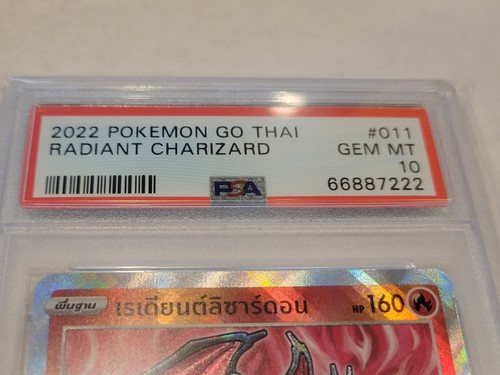 2022 POKEMON GO THAI #011
RADIANT CHARIZARD GEM MT
10
PSA 66887222
พื้นฐาน เรเดียนต์ลิซาร์ดอน HP 160